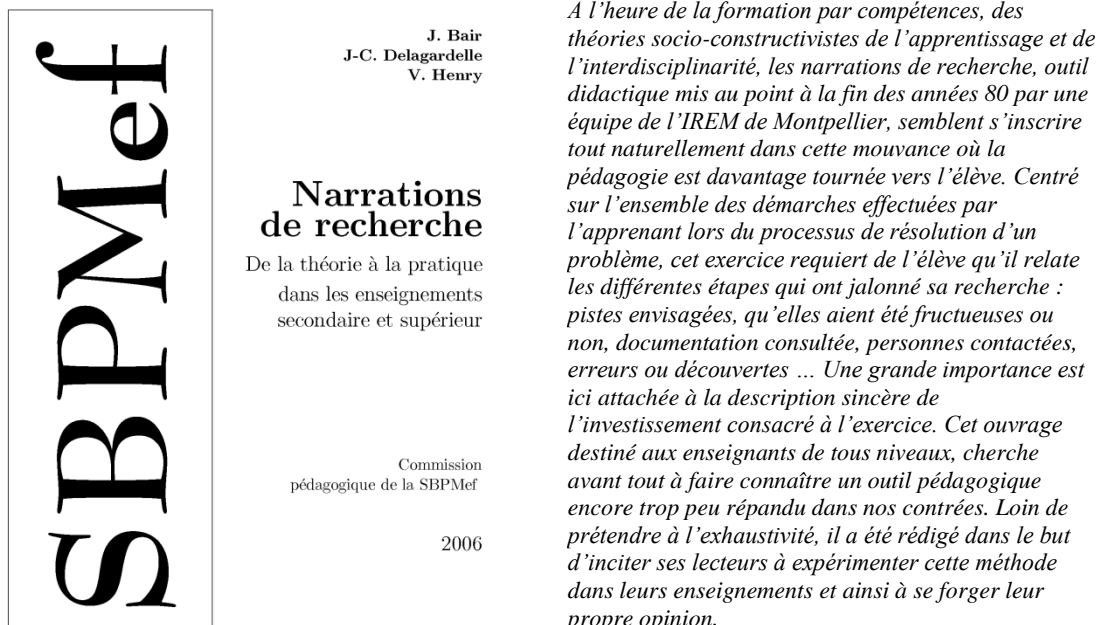 SBPMef
J. Bair
J-C. Delagardelle
V. Henry
Narrations
de recherche
De la théorie à la pratique
dans les enseignements
secondaire et supérieur
Commission
pédagogique de la SBPMef
2006
A l’heure de la formation par compétences, des
théories socio-constructivistes de l’apprentissage et de
l’interdisciplinarité, les narrations de recherche, outil
didactique mis au point à la fin des années 80 par une
équipe de l’IREM de Montpellier, semblent s’inscrire
tout naturellement dans cette mouvance où la
pédagogie est davantage tournée vers l’élève. Centré
sur l’ensemble des démarches effectuées par
l’apprenant lors du processus de résolution d’un
problème, cet exercice requiert de l’élève qu’il relate
les différentes étapes qui ont jalonné sa recherche :
pistes envisagées, qu’elles aient été fructueuses ou
non, documentation consultée, personnes contactées,
erreurs ou découvertes … Une grande importance est
ici attachée à la description sincère de
l’investissement consacré à l’exercice. Cet ouvrage
destiné aux enseignants de tous niveaux, cherche
avant tout à faire connaître un outil pédagogique
encore trop peu répandu dans nos contrées. Loin de
prétendre à l’exhaustivité, il a été rédigé dans le but
d’inciter ses lecteurs à expérimenter cette méthode
dans leurs enseignements et ainsi à se forger leur
propre opinion.